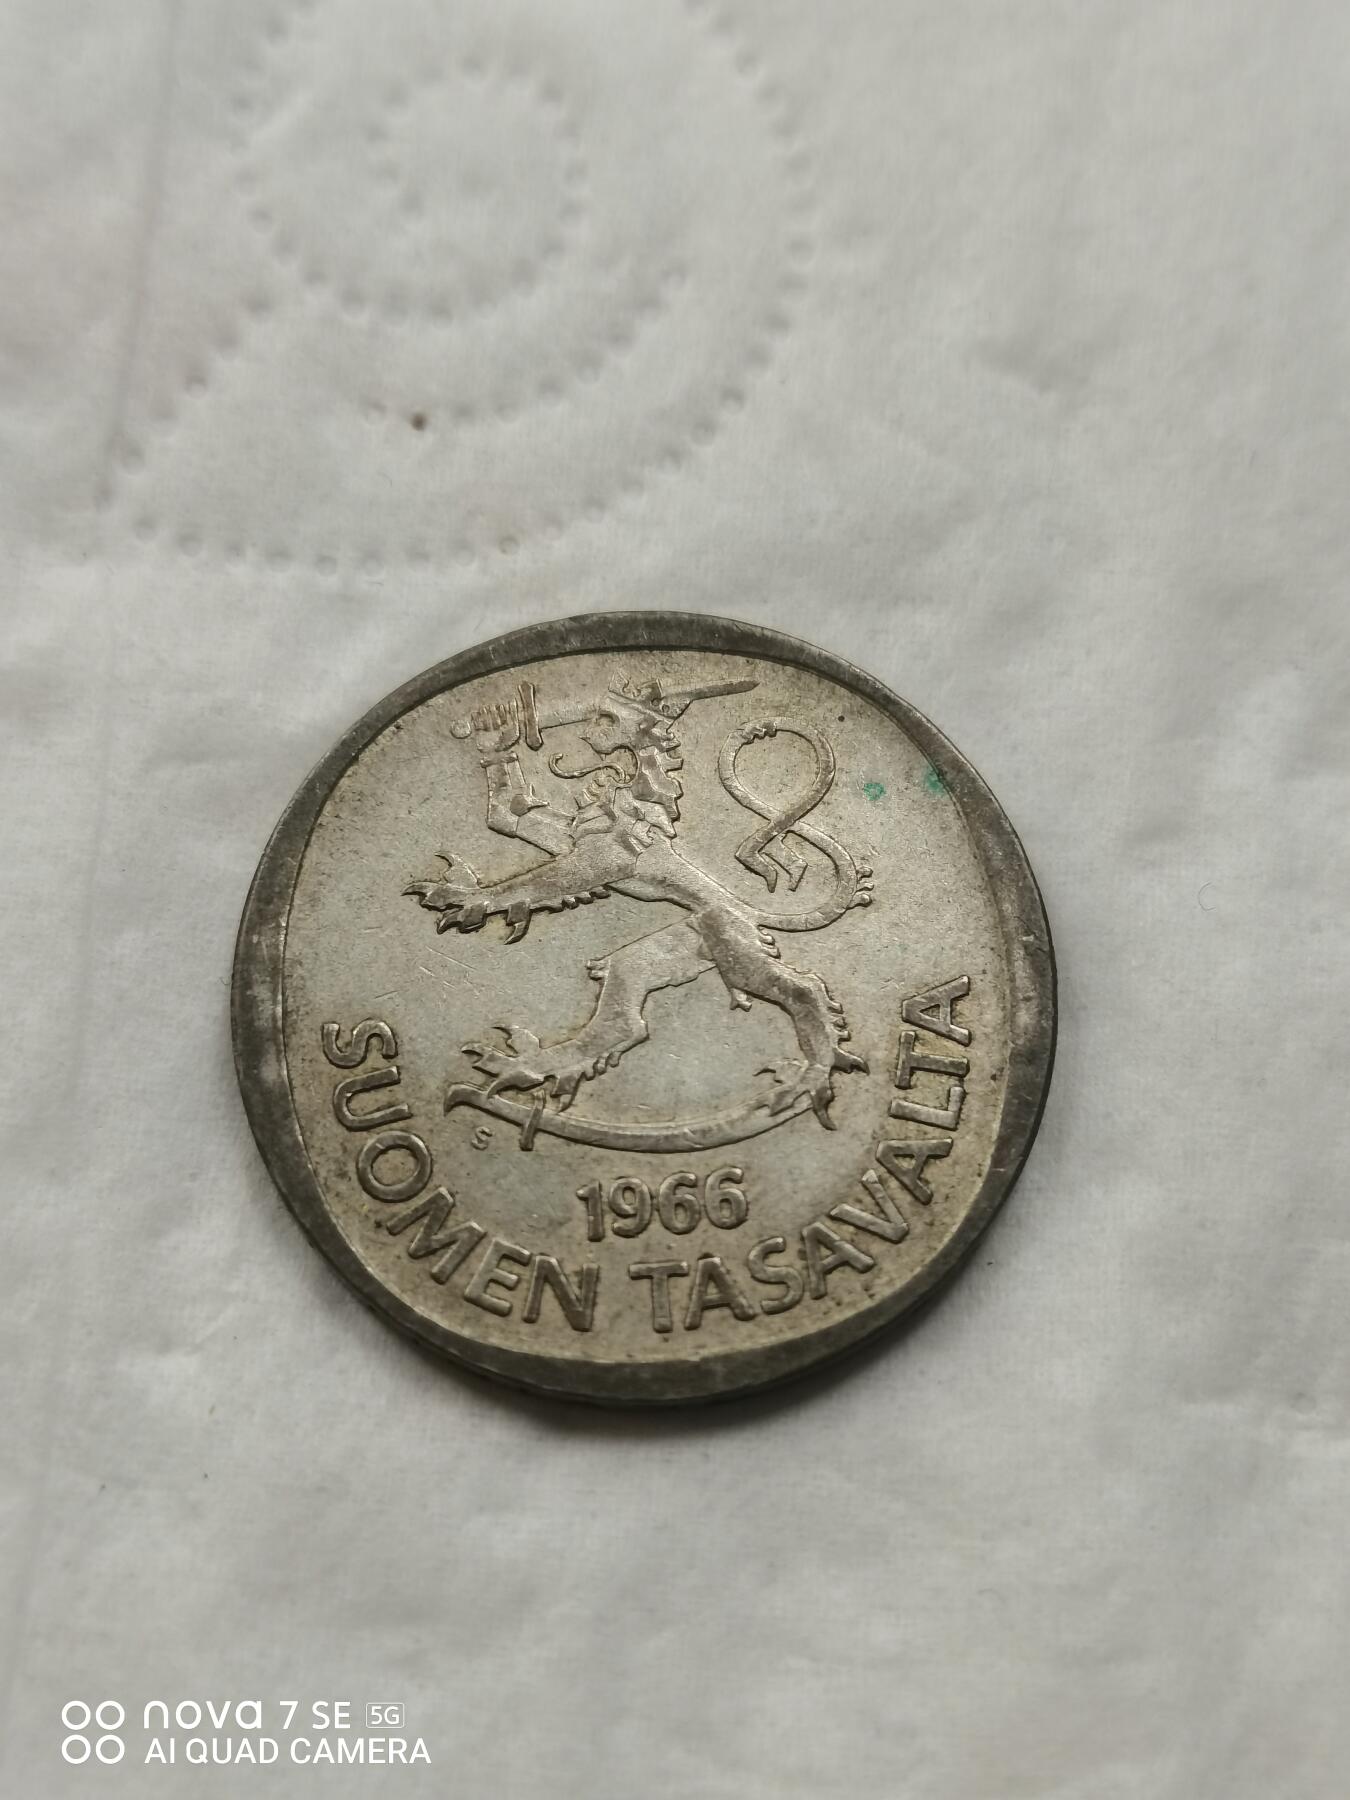 S
1966
SUOMEN TASAVALTA
nova 7 SE 5G
AI QUAD CAMERA